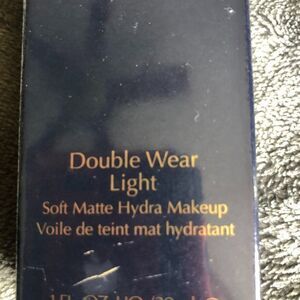 Double Wear
Light
Soft Matte Hydra Makeup
Voile de teint mat hydratant